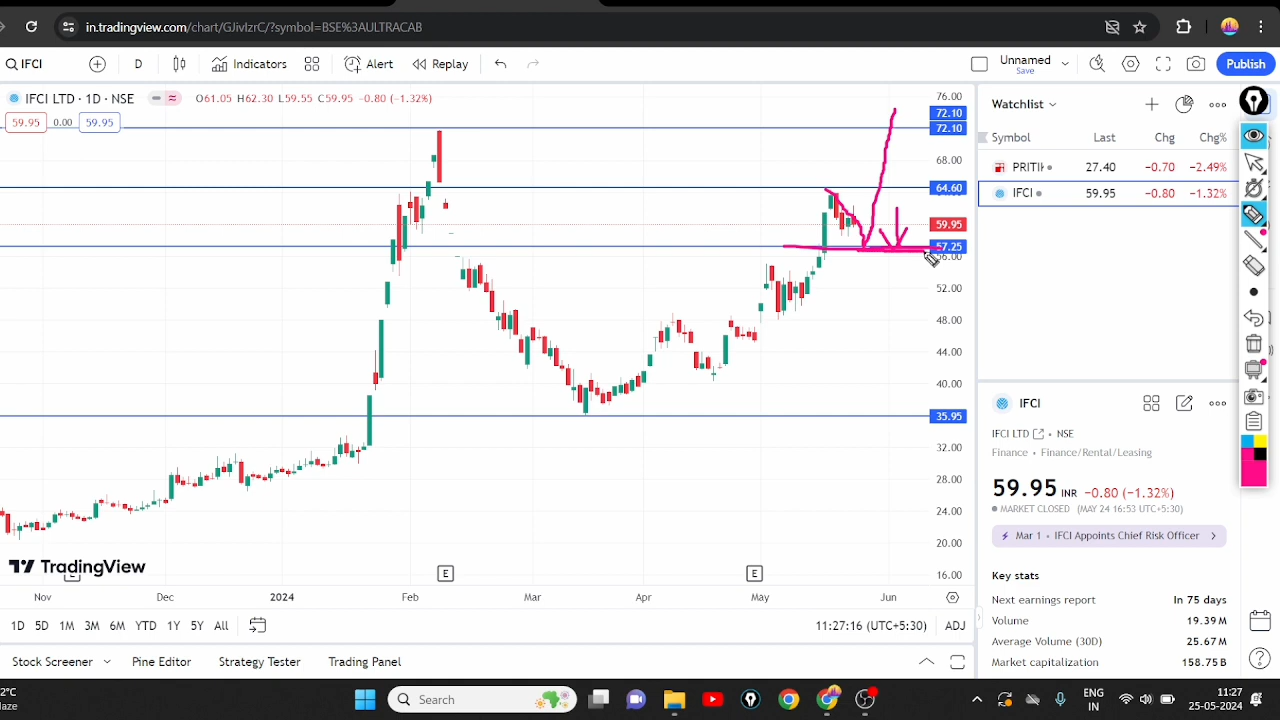 in.tradingview.com/chart/GJivIzrC/?symbol=BSE%3AULTRACAB
IFCI D Indicators Alert Replay Unnamed Save Publish
IFCI LTD · 1D · NSE O61.05 H62.30 L59.55 C59.95 -0.80 (-1.32%)
59.95 0.00 59.95
76.00
72.10
72.10
68.00
64.60
59.95
57.25
56.00
52.00
48.00
44.00
40.00
35.95
32.00
28.00
24.00
20.00
16.00
E E
TradingView
Nov Dec 2024 Feb Mar Apr May Jun
1D 5D 1M 3M 6M YTD 1Y 5Y All 11:27:16 (UTC+5:30) ADJ
Stock Screener Pine Editor Strategy Tester Trading Panel
Watchlist
Symbol Last Chg Chg%
PRITI 27.40 -0.70 -2.49%
IFCI 59.95 -0.80 -1.32%
IFCI
IFCI LTD • NSE
Finance • Finance/Rental/Leasing
59.95 INR -0.80 (-1.32%)
MARKET CLOSED (MAY 24 16:53 UTC+5:30)
Mar 1 • IFCI Appoints Chief Risk Officer
Key stats
Next earnings report In 75 days
Volume 19.39 M
Average Volume (30D) 25.67 M
Market capitalization 158.75 B
2°C
Search
ENG
IN
11:27
25-05-2024